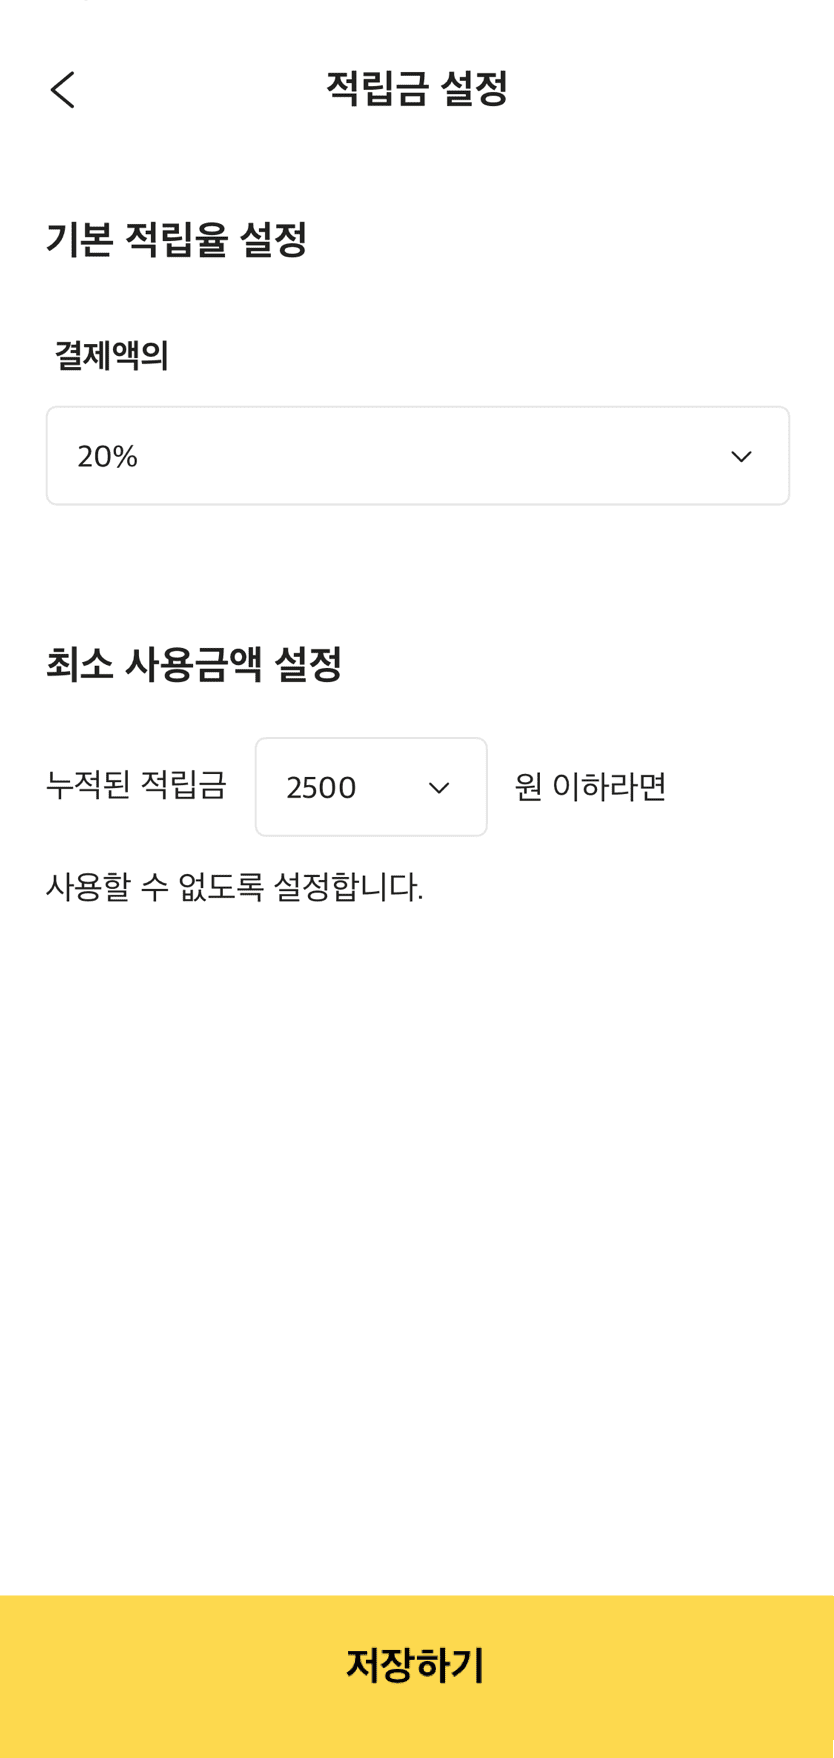 적립금 설정
기본 적립율 설정
결제액의
20%
최소 사용금액 설정
누적된 적립금 2500 원 이하라면
사용할 수 없도록 설정합니다.
저장하기